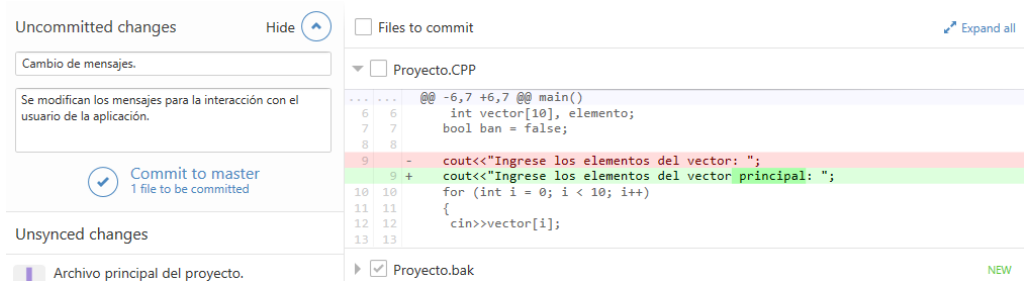 Uncommitted changes
Hide
Cambio de mensajes.
Se modifican los mensajes para la interacción con el
usuario de la aplicación.
Commit to master
1 file to be committed
Unsynced changes
Archivo principal del proyecto.
Files to commit
Expand all
Proyecto.CPP
... ... @@ -6,7 +6,7 @@ main()
6 6 int vector[10], elemento;
7 7 bool ban = false;
8 8
9 - cout<<"Ingrese los elementos del vector: ";
9 + cout<<"Ingrese los elementos del vector principal: ";
10 10 for (int i = 0; i < 10; i++)
11 11 {
12 12 cin>>vector[i];
13 13
Proyecto.bak
NEW